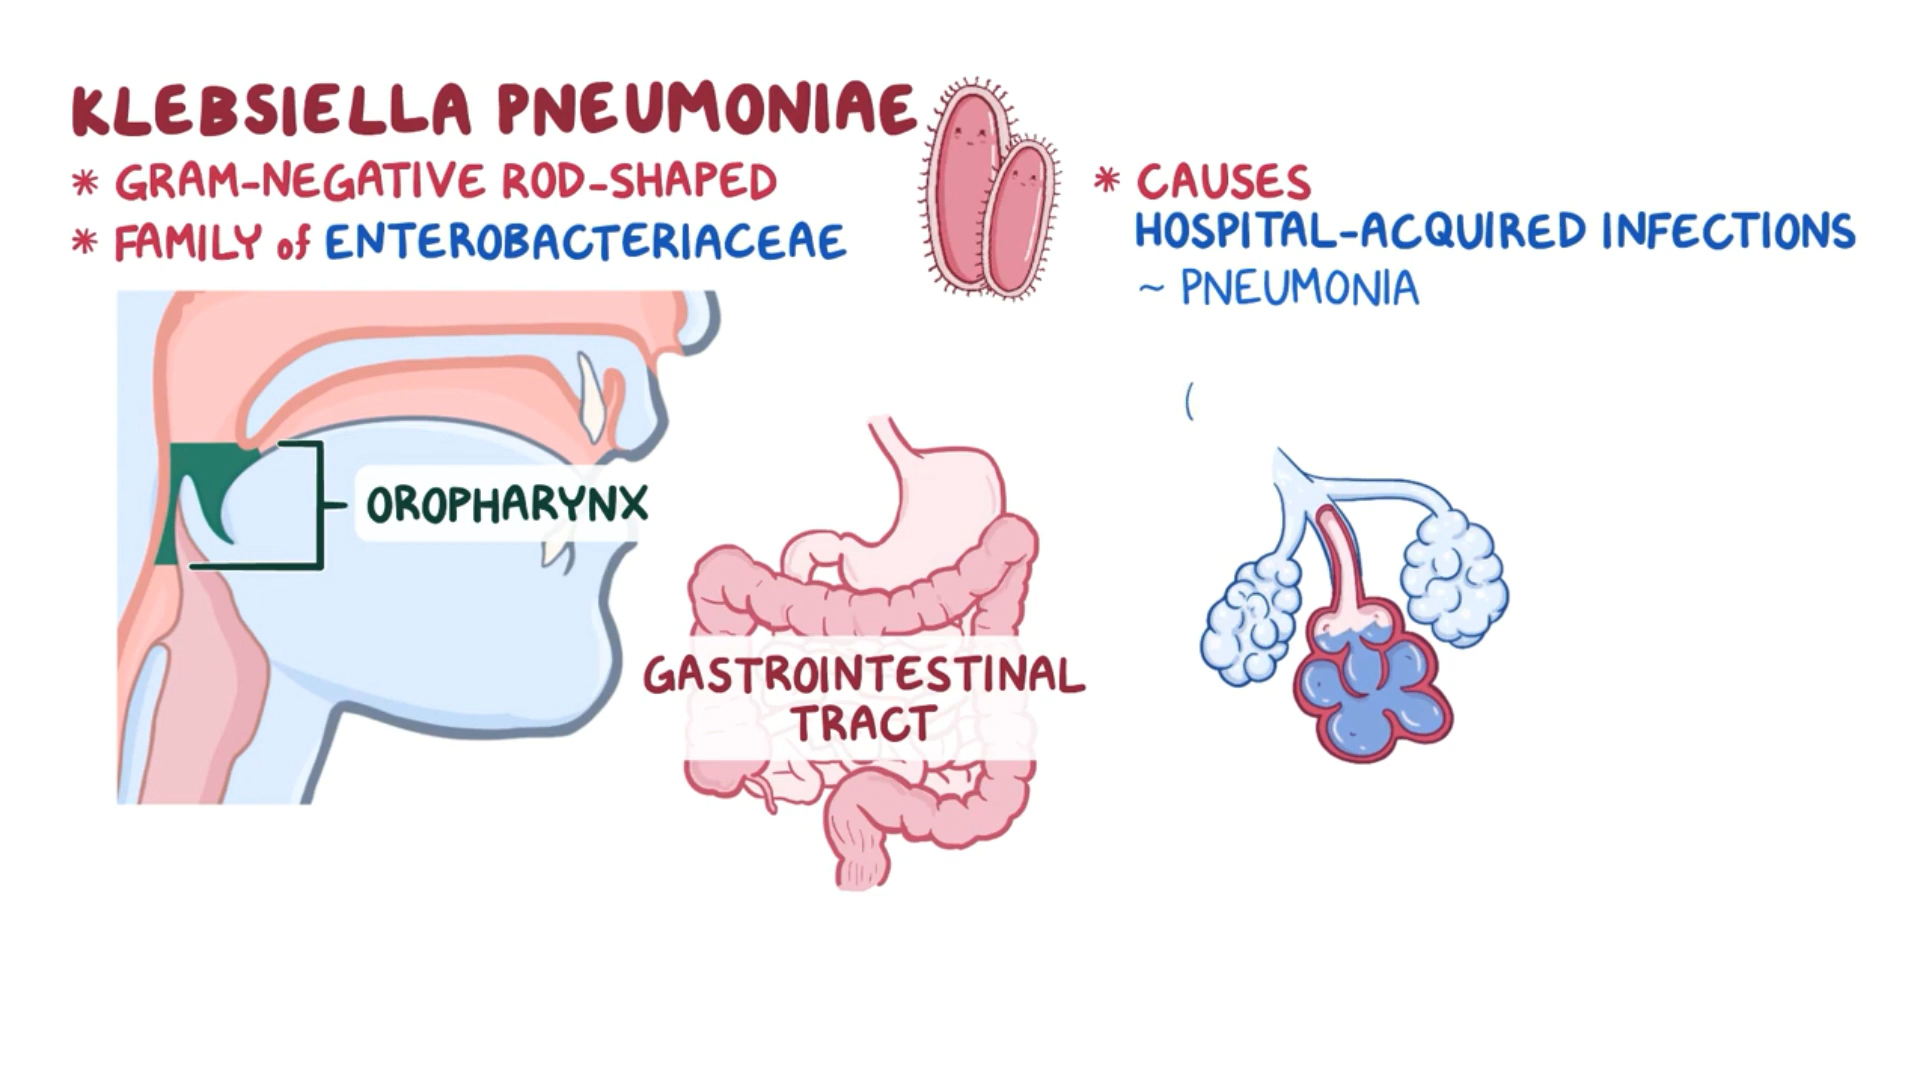 KLEBSIELLA PNEUMONIAE
* GRAM-NEGATIVE ROD-SHAPED
* FAMILY of ENTEROBACTERIACEAE
* CAUSES
HOSPITAL-ACQUIRED INFECTIONS
~ PNEUMONIA
(
OROPHARYNX
GASTROINTESTINAL
TRACT